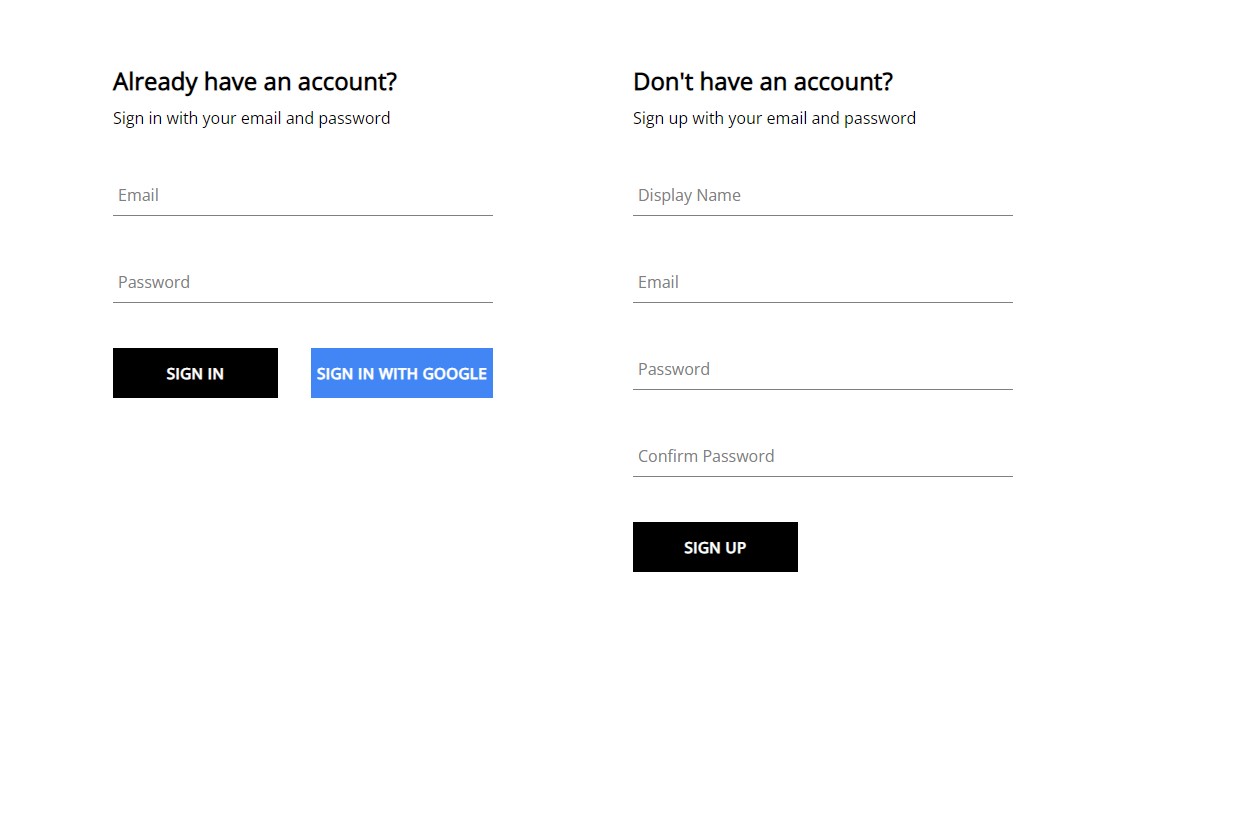 Already have an account?
Sign in with your email and password
Email
Password
SIGN IN
SIGN IN WITH GOOGLE
Don't have an account?
Sign up with your email and password
Display Name
Email
Password
Confirm Password
SIGN UP